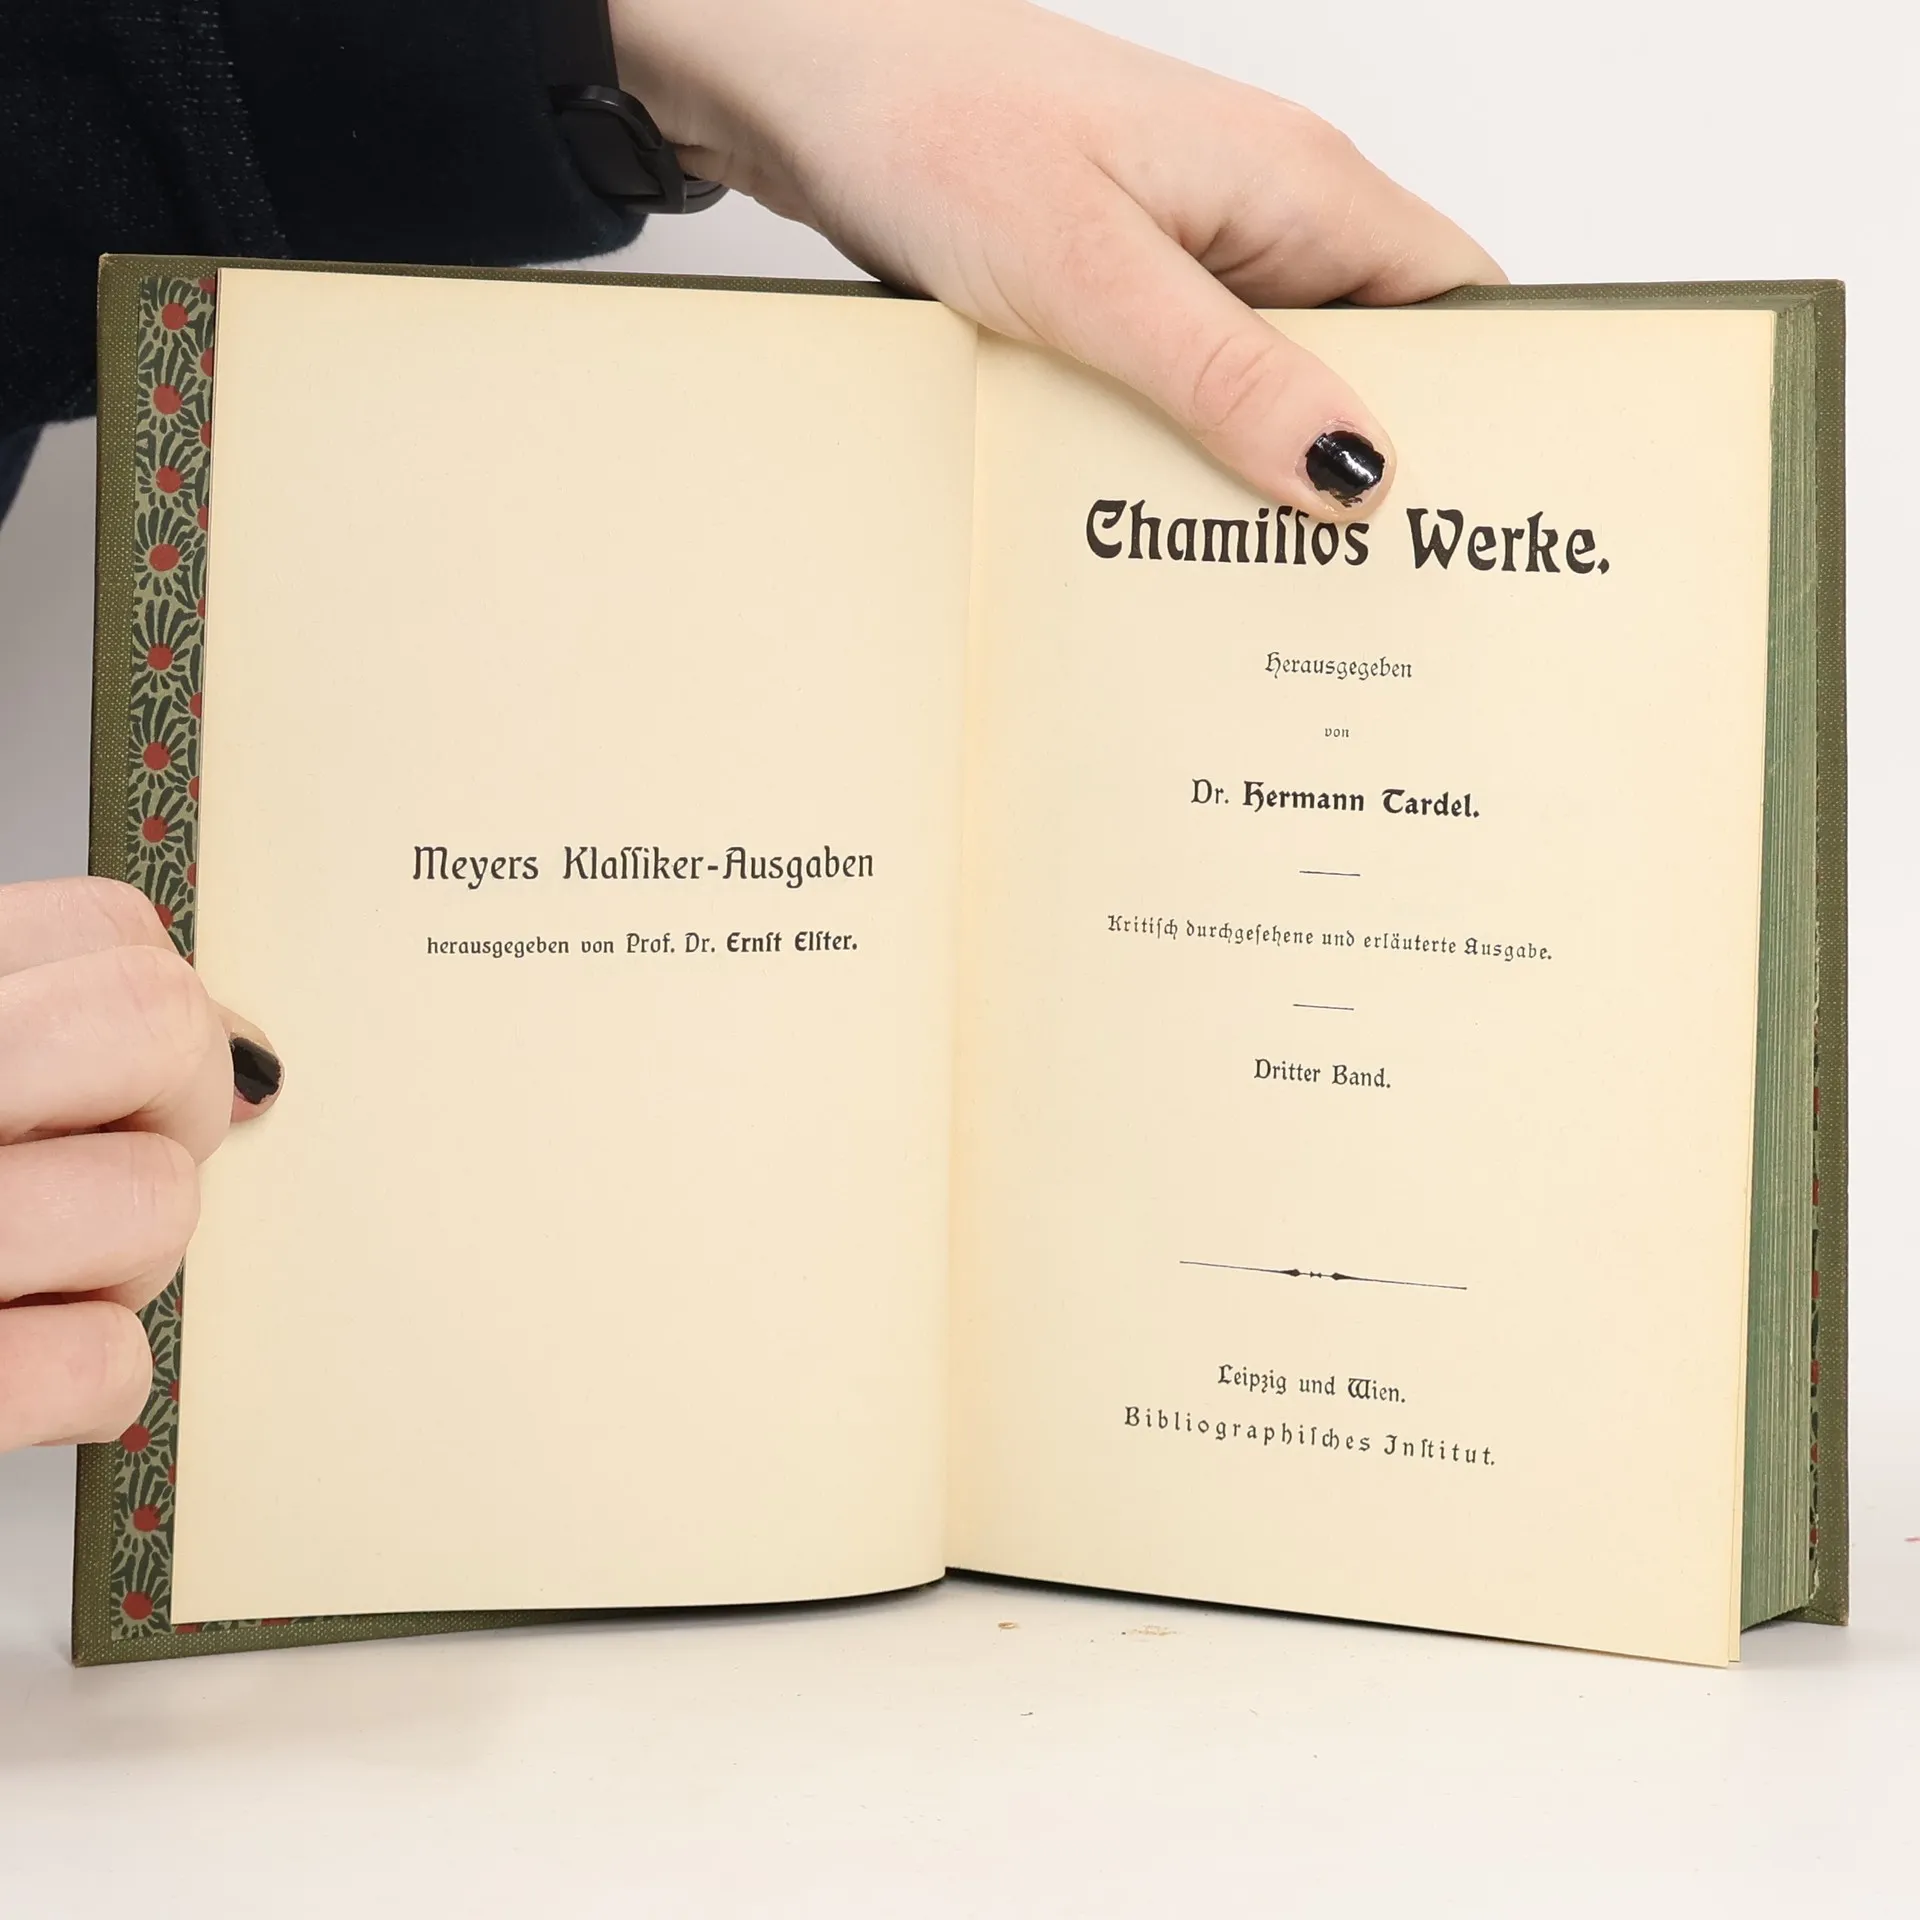 Meyers Klaſſiker-Ausgaben
herausgegeben von Prof. Dr. Ernſt Elſter.
Chamiſſos Werke.
Herausgegeben
von
Dr. Hermann Tardel.
Kritiſch durchgeſehene und erläuterte Ausgabe.
Dritter Band.
Leipzig und Wien.
Bibliographiſches Inſtitut.